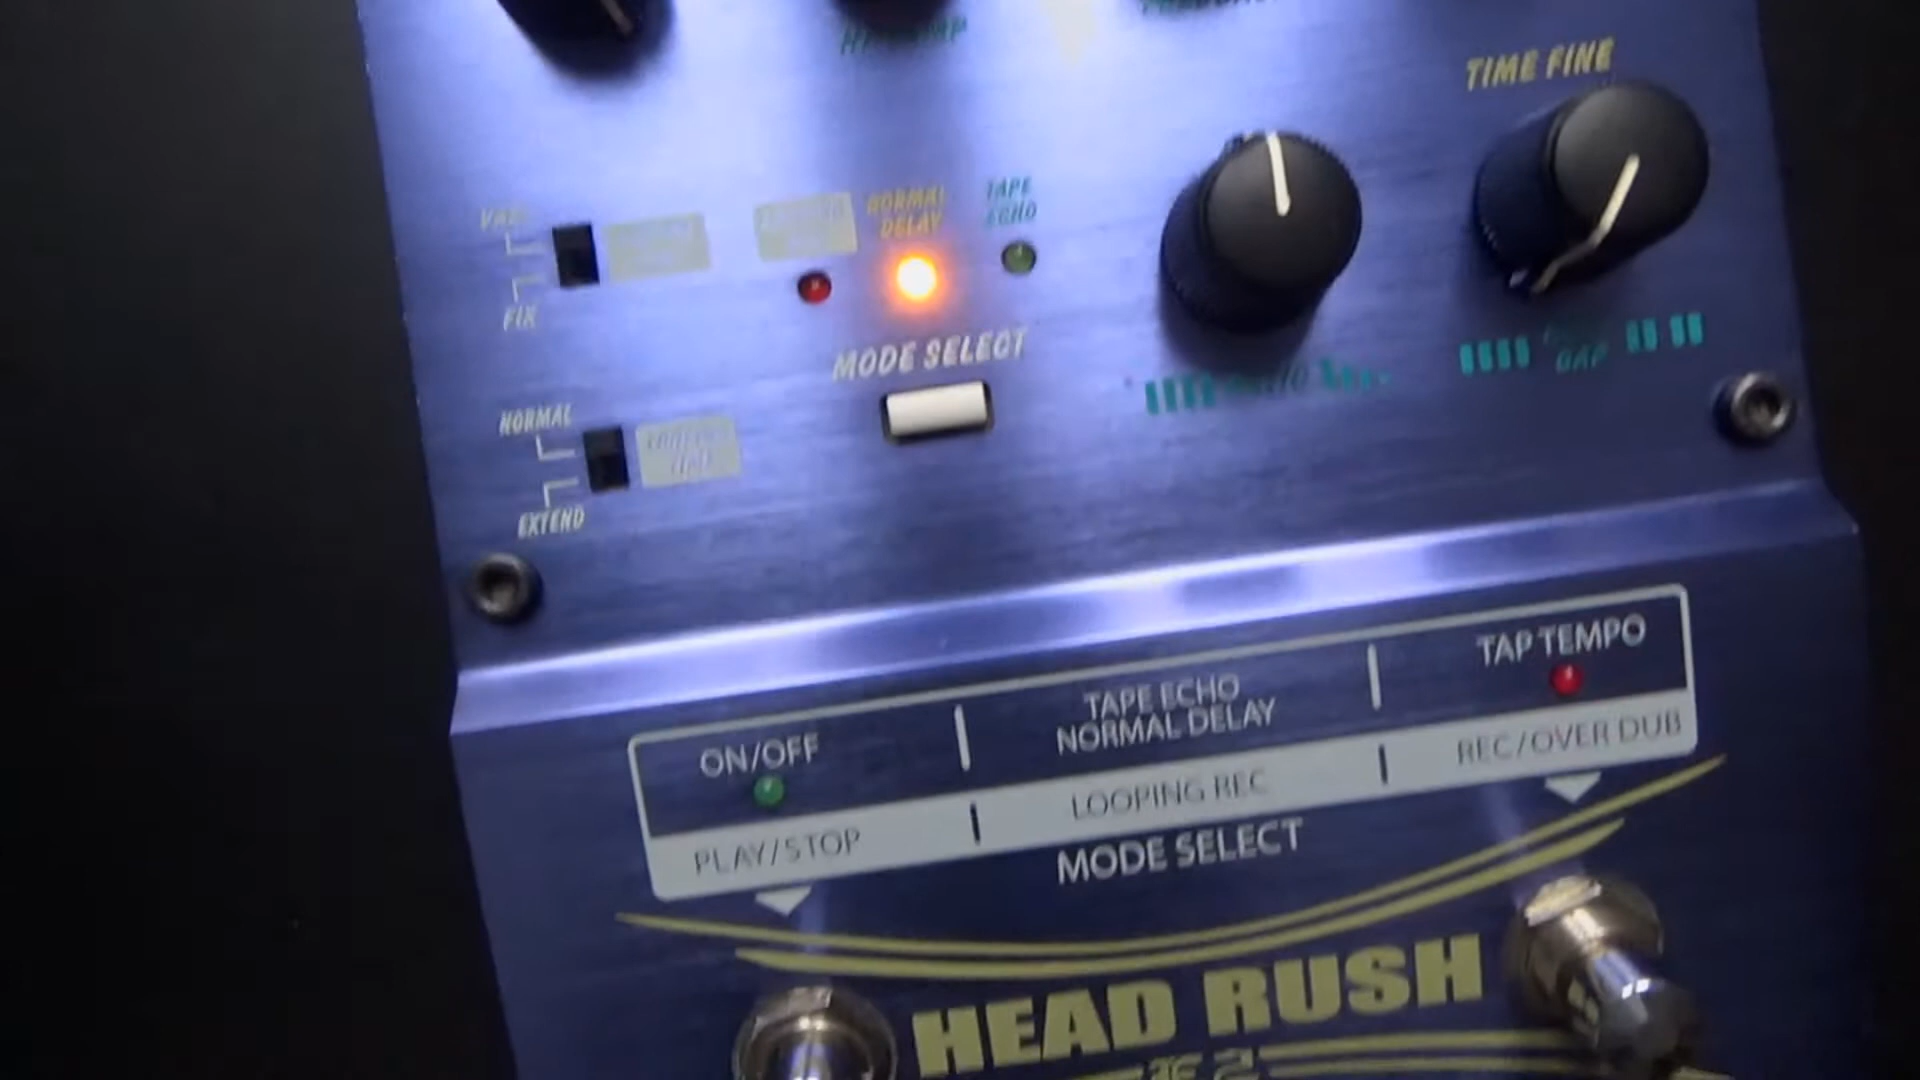 TIME FINE
NORMAL
DELAY
TAPE
ECHO
FIX
MODE SELECT
GAP
NORMAL
EXTEND
TAP TEMPO
TAPE ECHO
NORMAL DELAY
ON/OFF
REC/OVER DUB
LOOPING REC
PLAY/STOP
MODE SELECT
HEAD RUSH